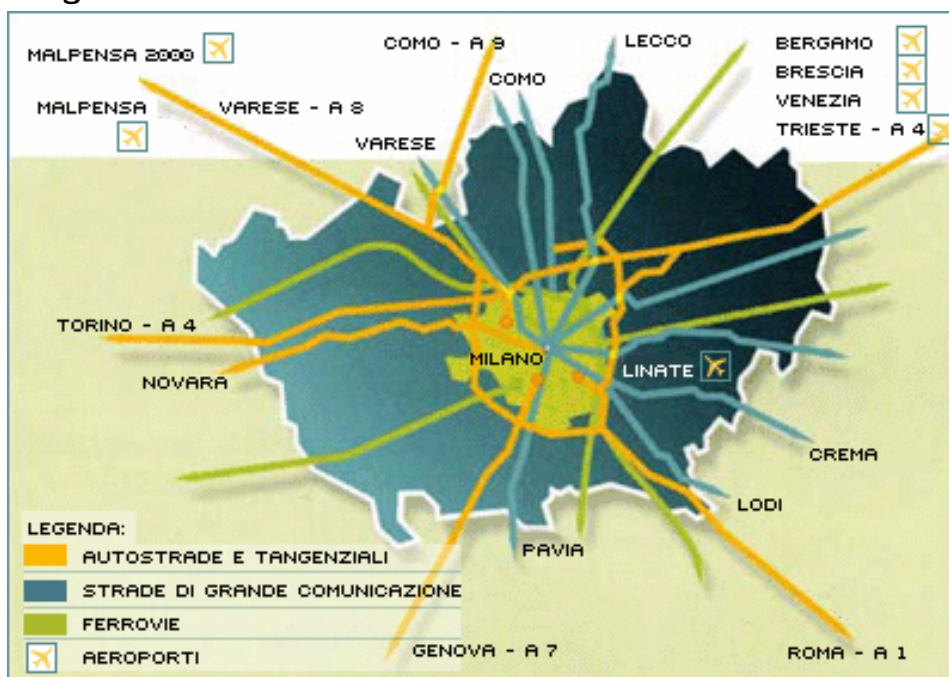 MALPENSA 2000
COMO - A 9
LECCO
BERGAMO
COMO
BRESCIA
MALPENSA
VARESE - A 8
VENEZIA
TRIESTE - A 4
VARESE
TORINO - A 4
MILANO
LINATE
NOVARA
CREMA
LODI
PAVIA
LEGENDA:
AUTOSTRADE E TANGENZIALI
STRADE DI GRANDE COMUNICAZIONE
FERROVIE
AEROPORTI
GENOVA - A 7
ROMA - A 1